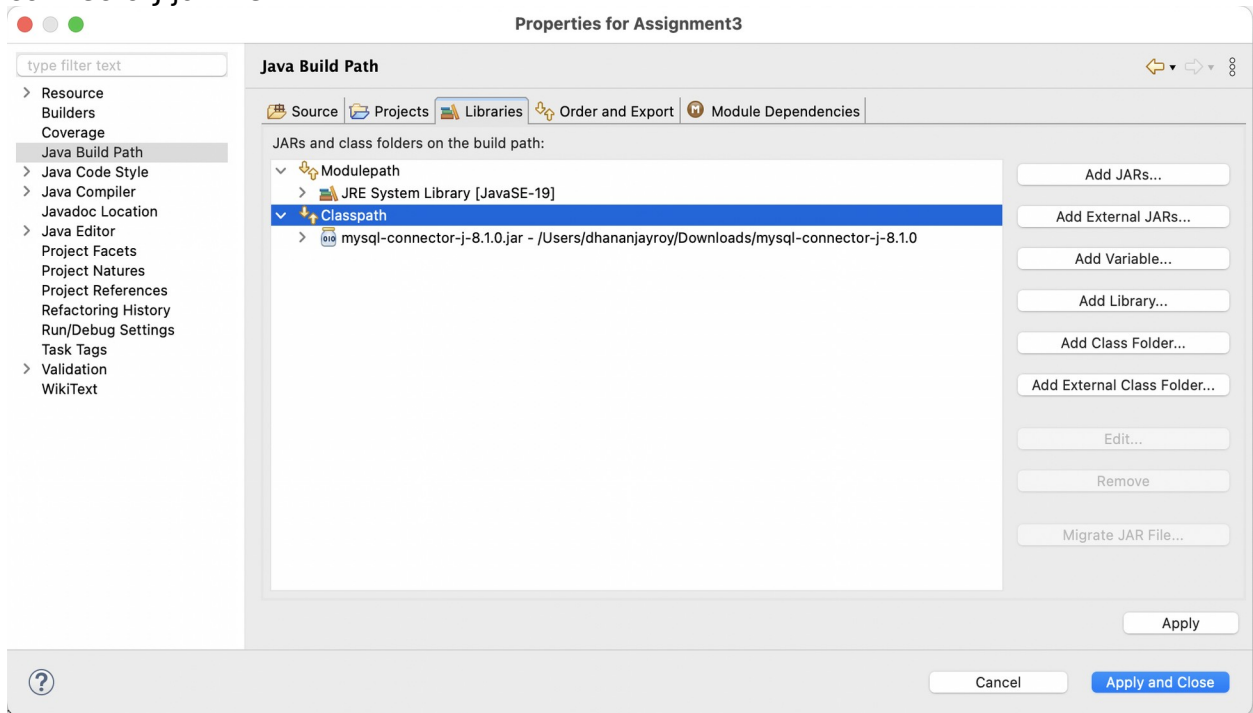 Properties for Assignment3
type filter text
Resource
Builders
Coverage
Java Build Path
Java Code Style
Java Compiler
Javadoc Location
Java Editor
Project Facets
Project Natures
Project References
Refactoring History
Run/Debug Settings
Task Tags
Validation
WikiText
Java Build Path
Source
Projects
Libraries
Order and Export
Module Dependencies
JARs and class folders on the build path:
Modulepath
JRE System Library [JavaSE-19]
Classpath
mysql-connector-j-8.1.0.jar - /Users/dhananjayroy/Downloads/mysql-connector-j-8.1.0
Add JARs...
Add External JARs...
Add Variable...
Add Library...
Add Class Folder...
Add External Class Folder...
Edit...
Remove
Migrate JAR File...
Apply
Cancel
Apply and Close